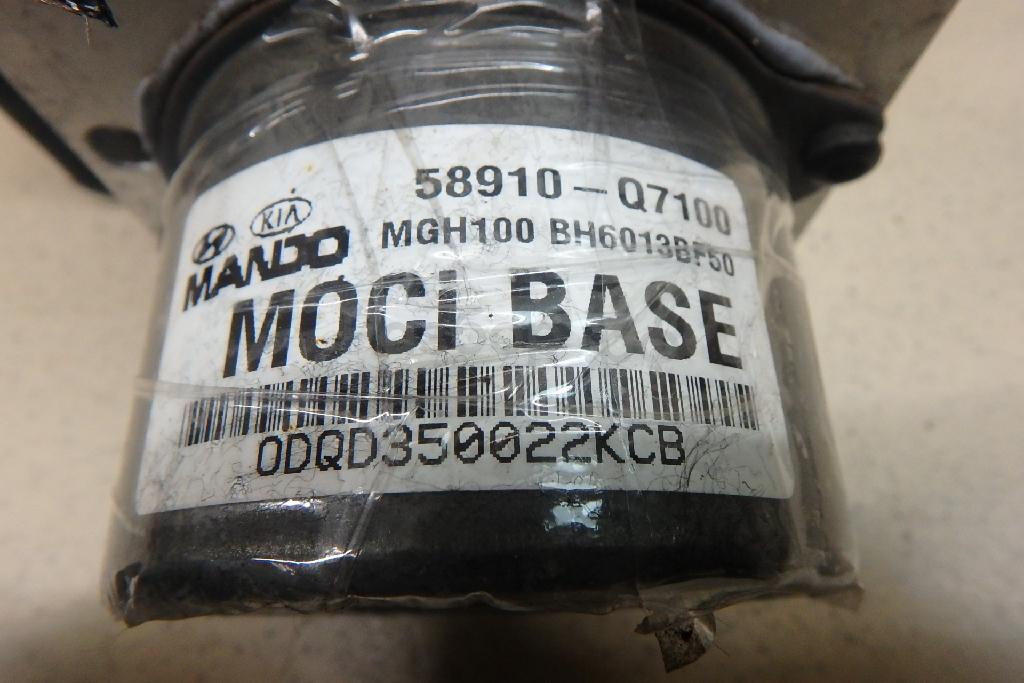 58910-Q7100
KIA
MANDO
MGH100 BH6013BF50
MOCI BASE
0DQD350022KCB